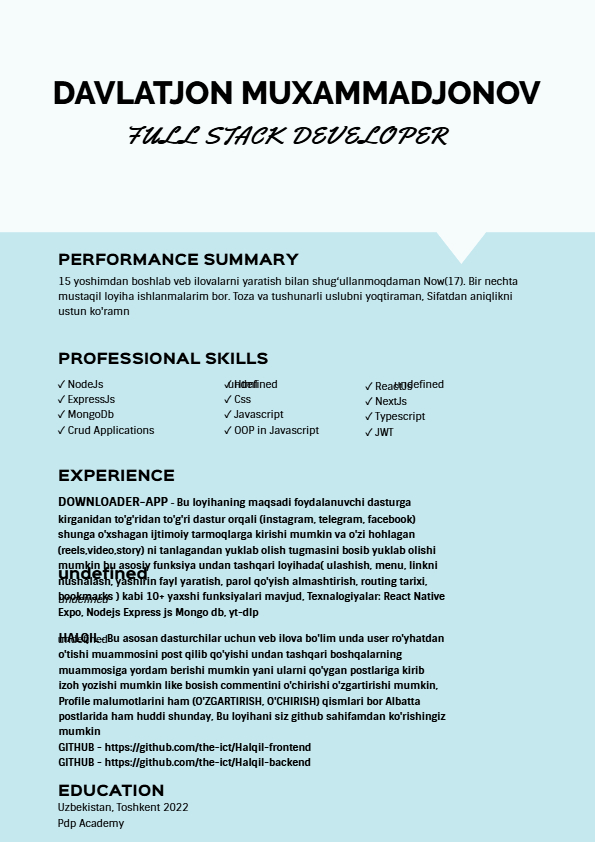 DAVLATJON MUXAMMADJONOV
FULL STACK DEVELOPER
PERFORMANCE SUMMARY
15 yoshimdan boshlab veb ilovalarni yaratish bilan shug‘ullanmoqdaman Now(17). Bir nechta
mustaqil loyiha ishlanmalarim bor. Toza va tushunarli uslubni yoqtiraman, Sifatdan aniqlikni
ustun ko'ramn
PROFESSIONAL SKILLS
✓ NodeJs
✓ ExpressJs
✓ MongoDb
✓ Crud Applications
✓ Html
undefined
✓ Css
✓ Javascript
✓ OOP in Javascript
✓ ReactJs
undefined
✓ NextJs
✓ Typescript
✓ JWT
EXPERIENCE
DOWNLOADER-APP - Bu loyihaning maqsadi foydalanuvchi dasturga
kirganidan to'g'ridan to'g'ri dastur orqali (instagram, telegram, facebook)
shunga o'xshagan ijtimoiy tarmoqlarga kirishi mumkin va o'zi hohlagan
(reels,video,story) ni tanlagandan yuklab olish tugmasini bosib yuklab olishi
mumkin bu asosiy funksiya undan tashqari loyihada( ulashish, menu, linkni
undefined
nushalash, yashirin fayl yaratish, parol qo'yish almashtirish, routing tarixi,
bookmarks ) kabi 10+ yaxshi funksiyalari mavjud, Texnalogiyalar: React Native
undefined
Expo, Nodejs Express js Mongo db, yt-dlp
HALQIL - Bu asosan dasturchilar uchun veb ilova bo'lim unda user ro'yhatdan
undefined
o'tishi muammosini post qilib qo'yishi undan tashqari boshqalarning
muammosiga yordam berishi mumkin yani ularni qo'ygan postlariga kirib
izoh yozishi mumkin like bosish commentini o'chirishi o'zgartirishi mumkin,
Profile malumotlarini ham (O'ZGARTIRISH, O'CHIRISH) qismlari bor Albatta
postlarida ham huddi shunday, Bu loyihani siz github sahifamdan ko'rishingiz
mumkin
GITHUB - https://github.com/the-ict/Halqil-frontend
GITHUB - https://github.com/the-ict/Halqil-backend
EDUCATION
Uzbekistan, Toshkent 2022
Pdp Academy